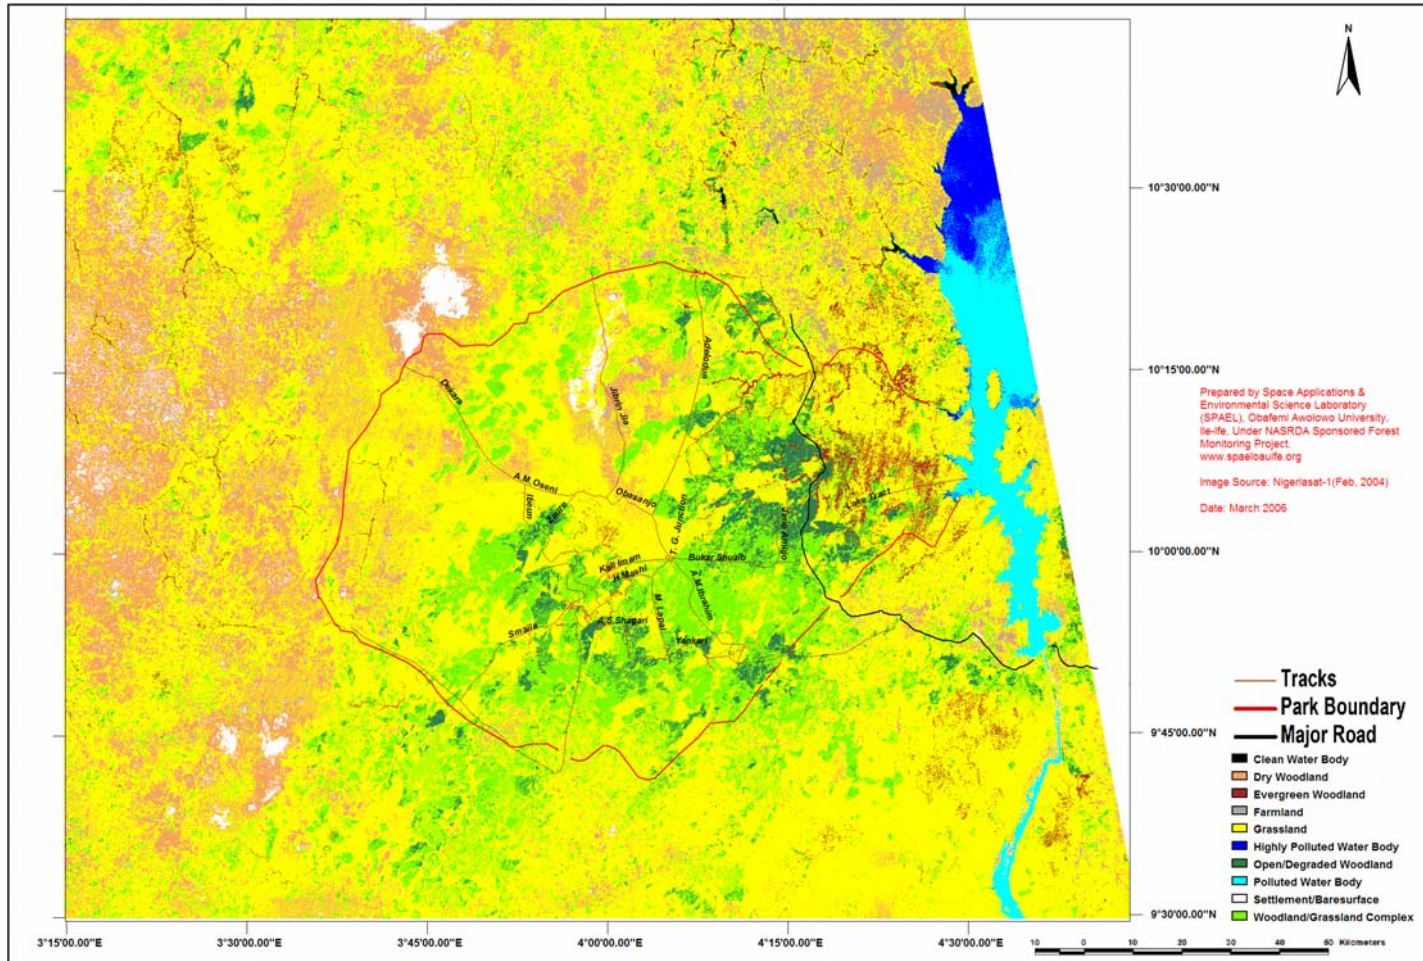 N
10°30'00.00"N
10°15'00.00"N
10°00'00.00"N
9°45'00.00"N
9°30'00.00"N
Prepared by Space Applications &
Environmental Science Laboratory
(SPAEL), Obafemi Awolowo University,
Ile-Ife, Under NASRDA Sponsored Forest
Monitoring Project.
www.spaeloauife.org
Image Source: Nigeriasat-1(Feb, 2004)
Date: March 2006
Adelodun
Jibrin Jia
Dekara
A.M.Oseni
Obasanjo
Ibeun
T. G. Junction
Lake Tract
Bukar Shuaib
Kali Imam
H.Mashi
A.M.Ibrahim
M. Lapai
A.S.Shagari
Smaila
Yankari
Tracks
Park Boundary
Major Road
Clean Water Body
Dry Woodland
Evergreen Woodland
Farmland
Grassland
Highly Polluted Water Body
Open/Degraded Woodland
Polluted Water Body
Settlement/Baresurface
Woodland/Grassland Complex
3°15'00.00"E
3°30'00.00"E
3°45'00.00"E
4°00'00.00"E
4°15'00.00"E
4°30'00.00"E
10 0 10 20 30 40 50 60 Kilometers